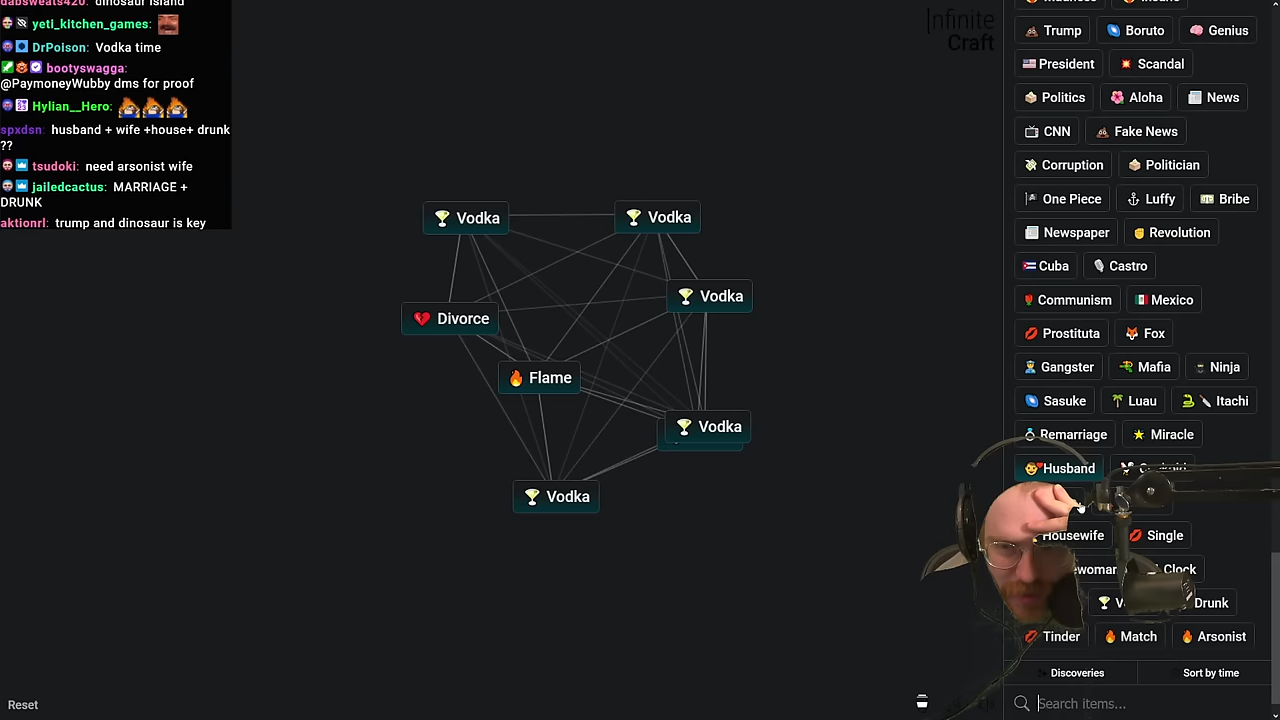 dabsweats420: dinosaur island
yeti_kitchen_games:
DrPoison: Vodka time
bootyswagga:
@PaymoneyWubby dms for proof
Hylian__Hero:
spxdsn: husband + wife +house+ drunk
??
tsudoki: need arsonist wife
jailedcactus: MARRIAGE +
DRUNK
aktionrl: trump and dinosaur is key
Infinite
Craft
Vodka
Vodka
Vodka
Divorce
Flame
Vodka
Vodka
Reset
Trump
Boruto
Genius
President
Scandal
Politics
Aloha
News
CNN
Fake News
Corruption
Politician
One Piece
Luffy
Bribe
Newspaper
Revolution
Cuba
Castro
Communism
Mexico
Prostituta
Fox
Gangster
Mafia
Ninja
Sasuke
Luau
Itachi
Remarriage
Miracle
Husband
Housewife
Single
Clock
Drunk
Tinder
Match
Arsonist
Discoveries
Sort by time
Search items...